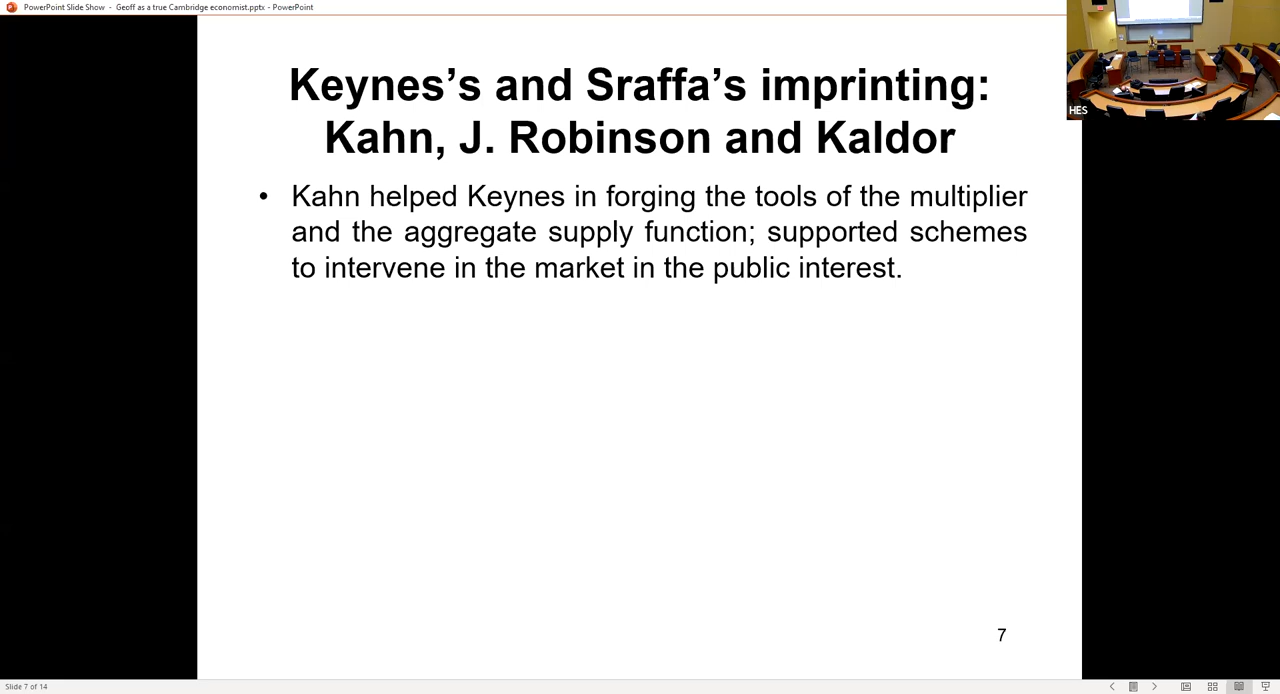 PowerPoint Slide Show - Geoff as a true Cambridge economist.pptx - PowerPoint
HES
Keynes’s and Sraffa’s imprinting:
Kahn, J. Robinson and Kaldor
• Kahn helped Keynes in forging the tools of the multiplier
and the aggregate supply function; supported schemes
to intervene in the market in the public interest.
7
Slide 7 of 14